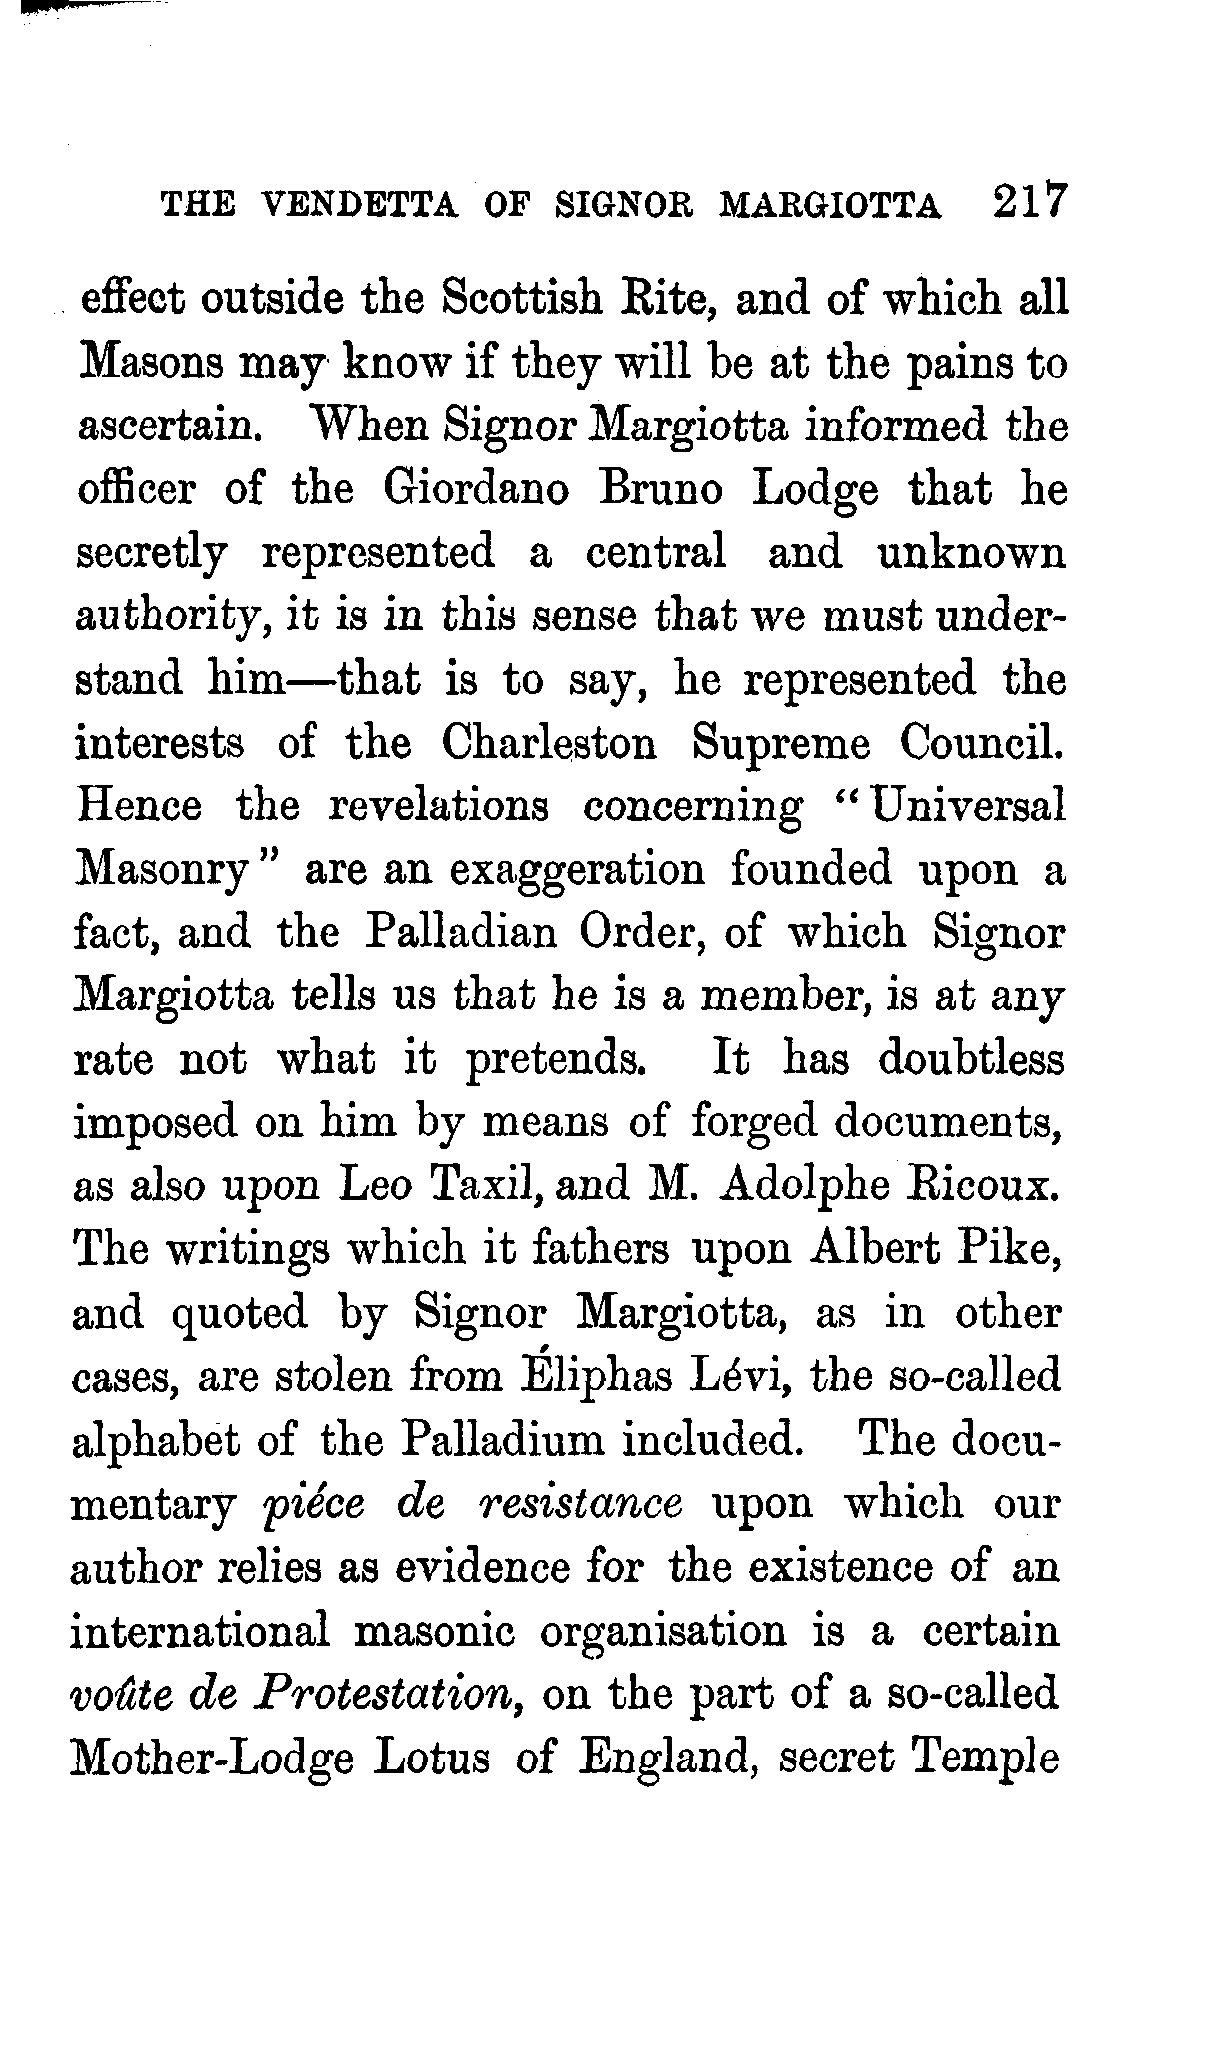 THE VENDETTA OF SIGNOR MARGIOTTA 217
effect outside the Scottish Rite, and of which all
Masons may know if they will be at the pains to
ascertain. When Signor Margiotta informed the
officer of the Giordano Bruno Lodge that he
secretly represented a central and unknown
authority, it is in this sense that we must under-
stand him—that is to say, he represented the
interests of the Charleston Supreme Council.
Hence the revelations concerning “Universal
Masonry” are an exaggeration founded upon a
fact, and the Palladian Order, of which Signor
Margiotta tells us that he is a member, is at any
rate not what it pretends. It has doubtless
imposed on him by means of forged documents,
as also upon Leo Taxil, and M. Adolphe Ricoux.
The writings which it fathers upon Albert Pike,
and quoted by Signor Margiotta, as in other
cases, are stolen from Éliphas Lévi, the so-called
alphabet of the Palladium included. The docu-
mentary piéce de resistance upon which our
author relies as evidence for the existence of an
international masonic organisation is a certain
voûte de Protestation, on the part of a so-called
Mother-Lodge Lotus of England, secret Temple